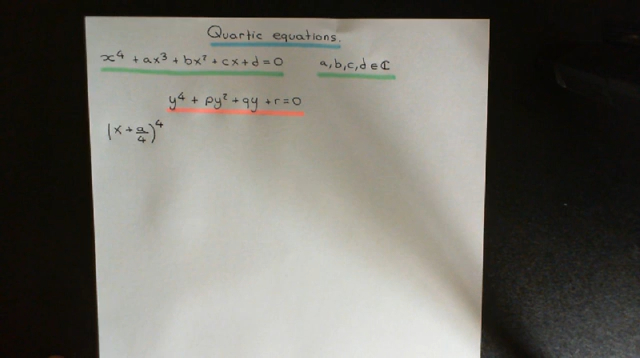 Quartic equations.
x⁴ + ax³ + bx² + cx + d = 0 a, b, c, d ∈ ℂ
y⁴ + py² + qy + r = 0
(x + a/4)⁴